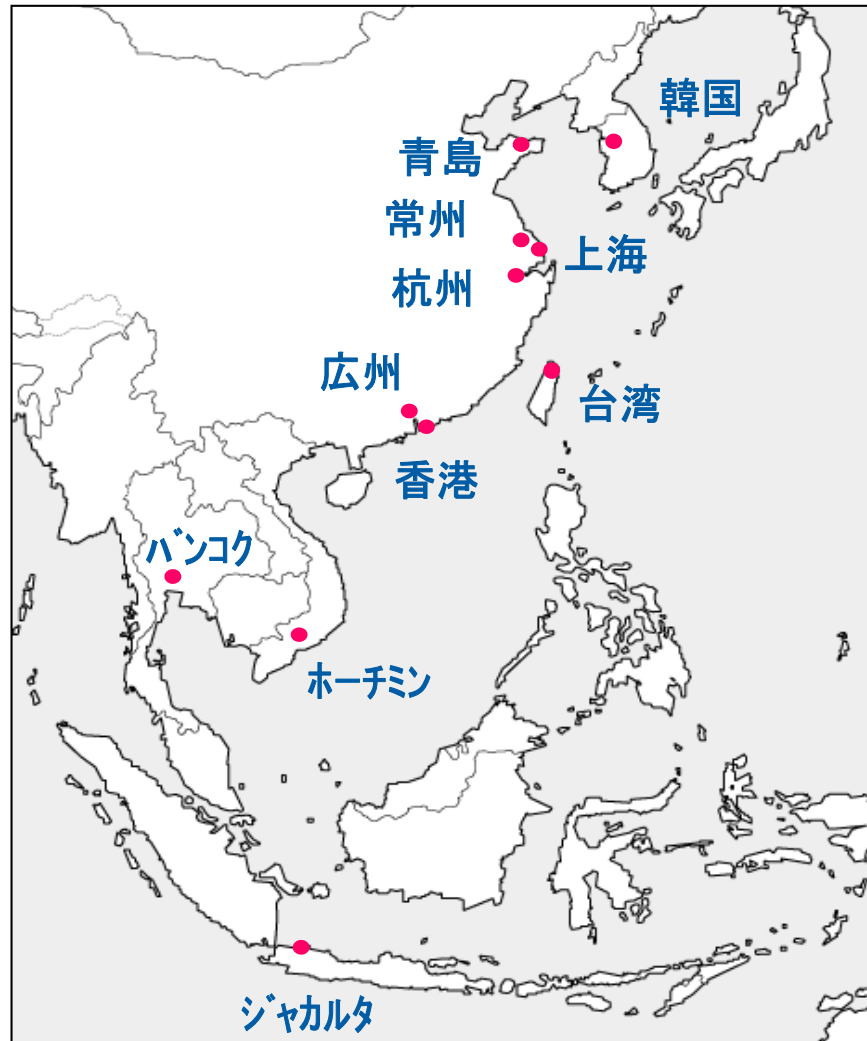 韓国
青島
常州
上海
杭州
広州
台湾
香港
バンコク
ホーチミン
ジャカルタ